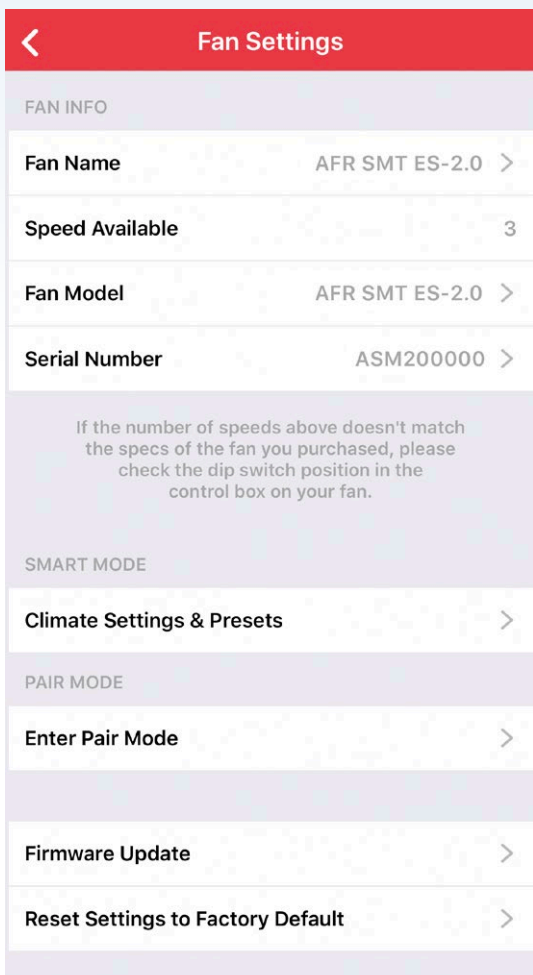 Fan Settings
FAN INFO
Fan Name AFR SMT ES-2.0
Speed Available 3
Fan Model AFR SMT ES-2.0
Serial Number ASM200000
If the number of speeds above doesn't match
the specs of the fan you purchased, please
check the dip switch position in the
control box on your fan.
SMART MODE
Climate Settings & Presets
PAIR MODE
Enter Pair Mode
Firmware Update
Reset Settings to Factory Default